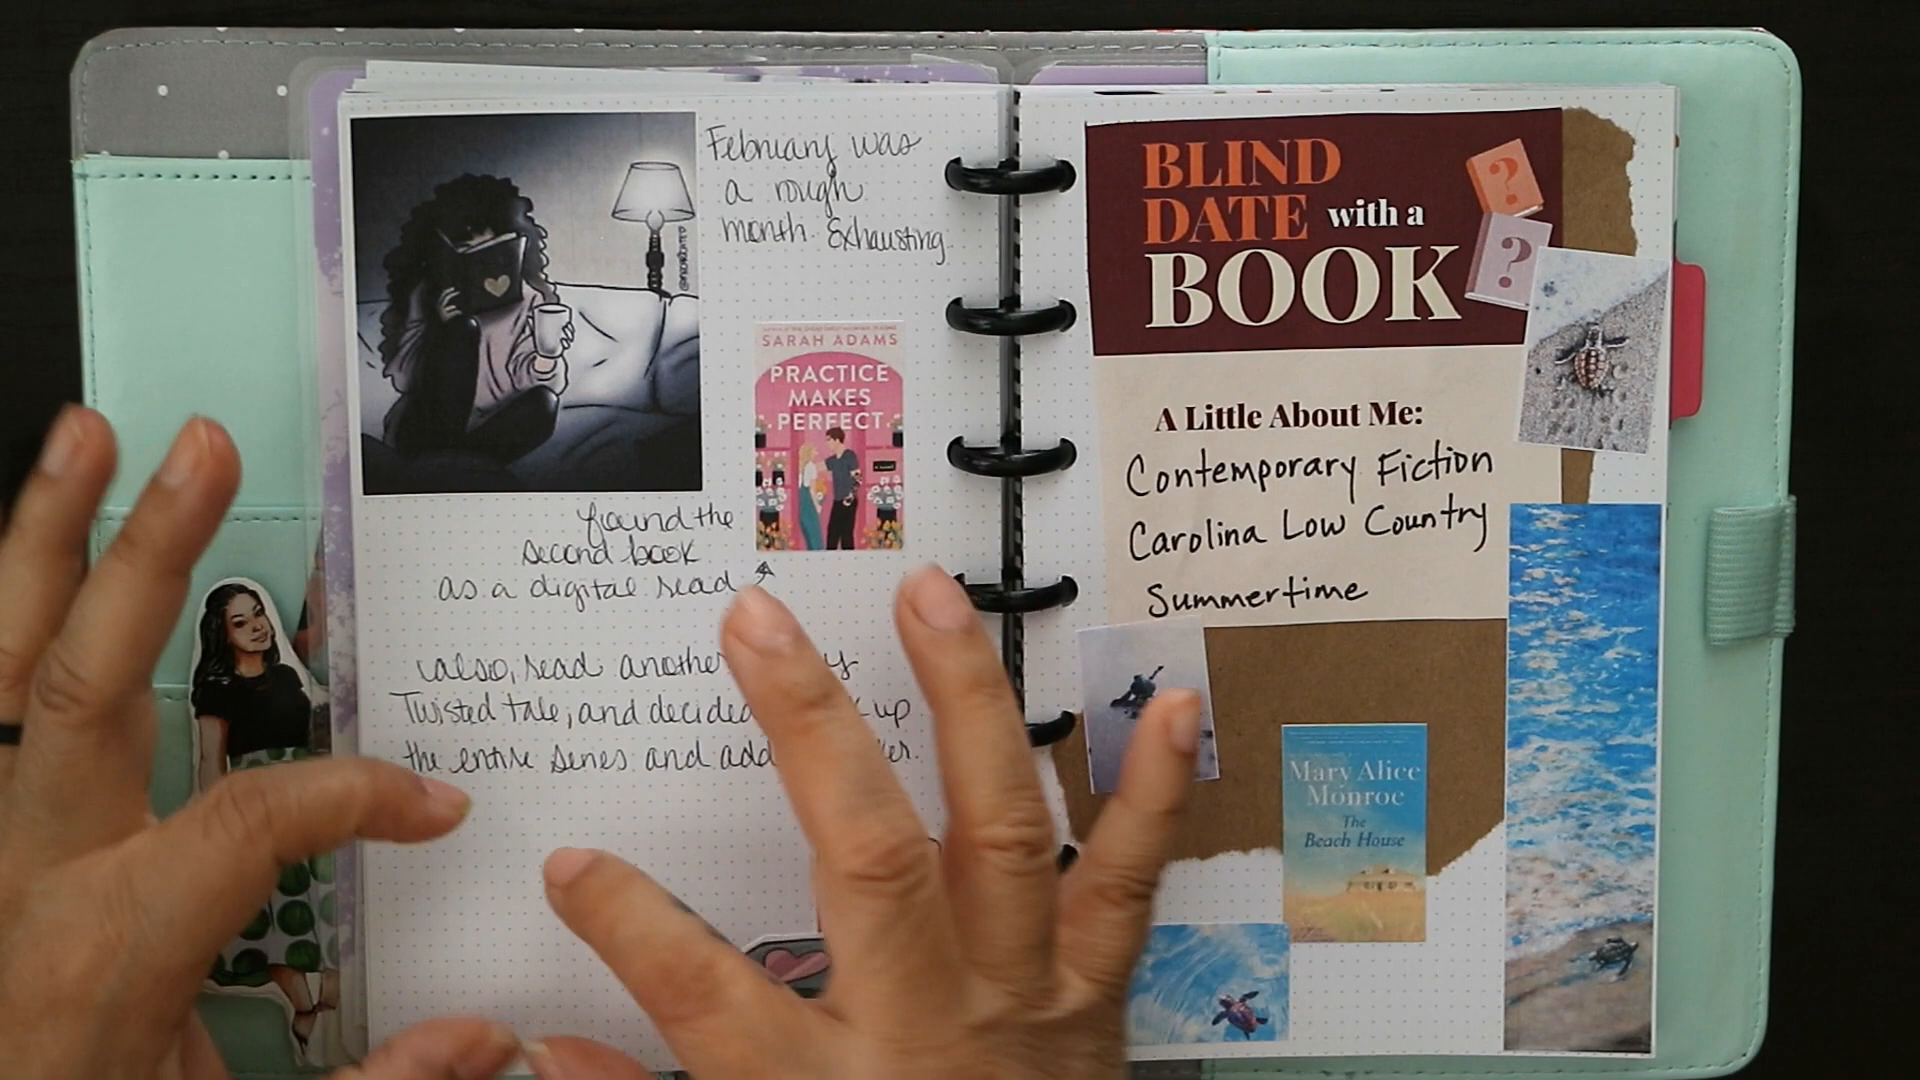 February was
a rough
month. Exhausting.
SARAH ADAMS
PRACTICE
MAKES
PERFECT
found the
second book
as a digital read
also, read another
Twisted tale, and decided up
the entire series and add
BLIND
DATE with a
BOOK
? ?
A Little About Me:
Contemporary Fiction
Carolina Low Country
Summertime
Mary Alice
Monroe
The
Beach House